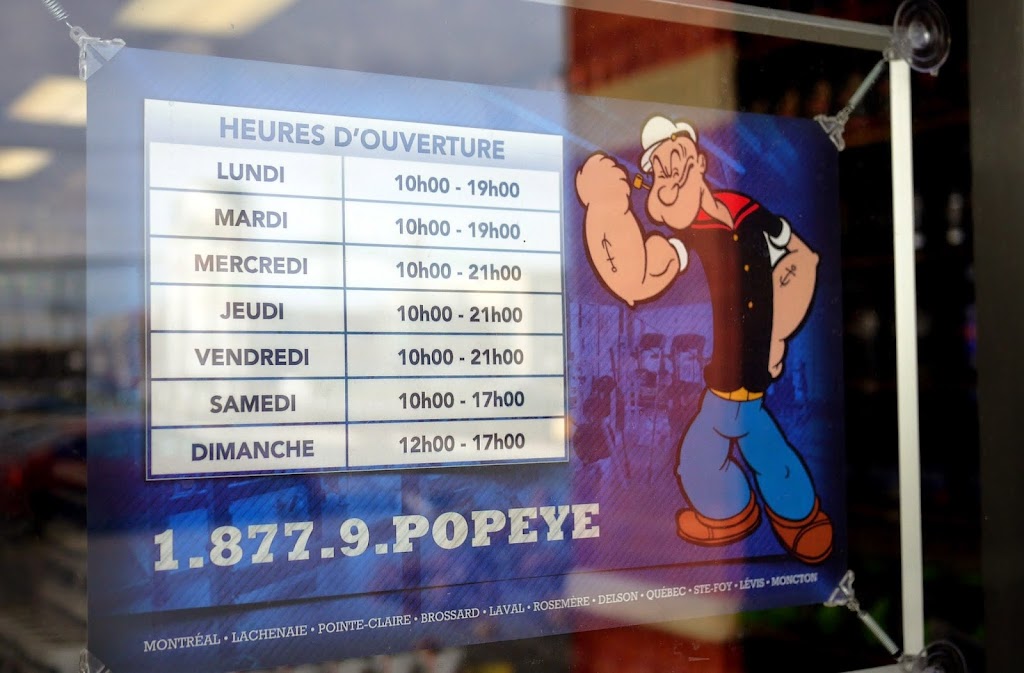 HEURES D'OUVERTURE
LUNDI 10h00 - 19h00
MARDI 10h00 - 19h00
MERCREDI 10h00 - 21h00
JEUDI 10h00 - 21h00
VENDREDI 10h00 - 21h00
SAMEDI 10h00 - 17h00
DIMANCHE 12h00 - 17h00
1.877.9.POPEYE
MONTRÉAL • LACHENAIE • POINTE-CLAIRE • BROSSARD • LAVAL • ROSEMÈRE • DELSON • QUÉBEC • STE-FOY • LÉVIS • MONCTON